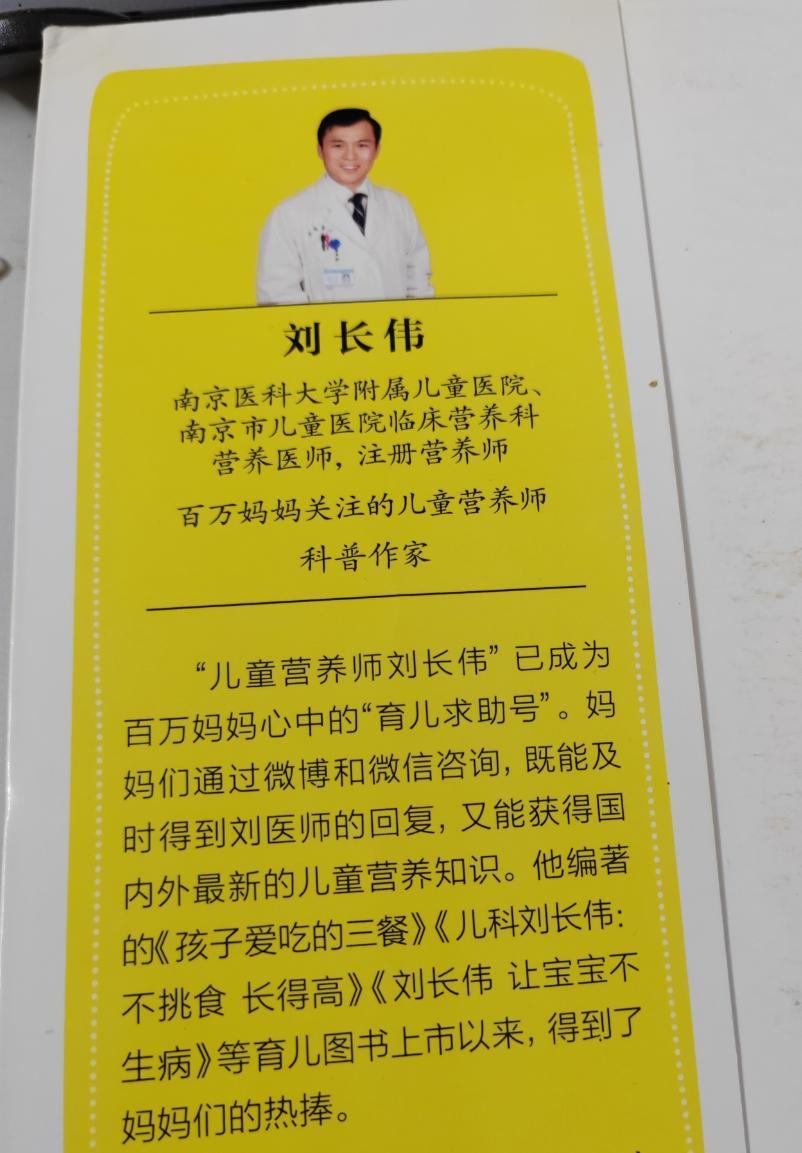 刘长伟
南京医科大学附属儿童医院、
南京市儿童医院临床营养科
营养医师，注册营养师
百万妈妈关注的儿童营养师
科普作家
“儿童营养师刘长伟”已成为
百万妈妈心中的“育儿求助号”。妈
妈们通过微博和微信咨询，既能及
时得到刘医师的回复，又能获得国
内外最新的儿童营养知识。他编著
的《孩子爱吃的三餐》《儿科刘长伟：
不挑食 长得高》《刘长伟 让宝宝不
生病》等育儿图书上市以来，得到了
妈妈们的热捧。